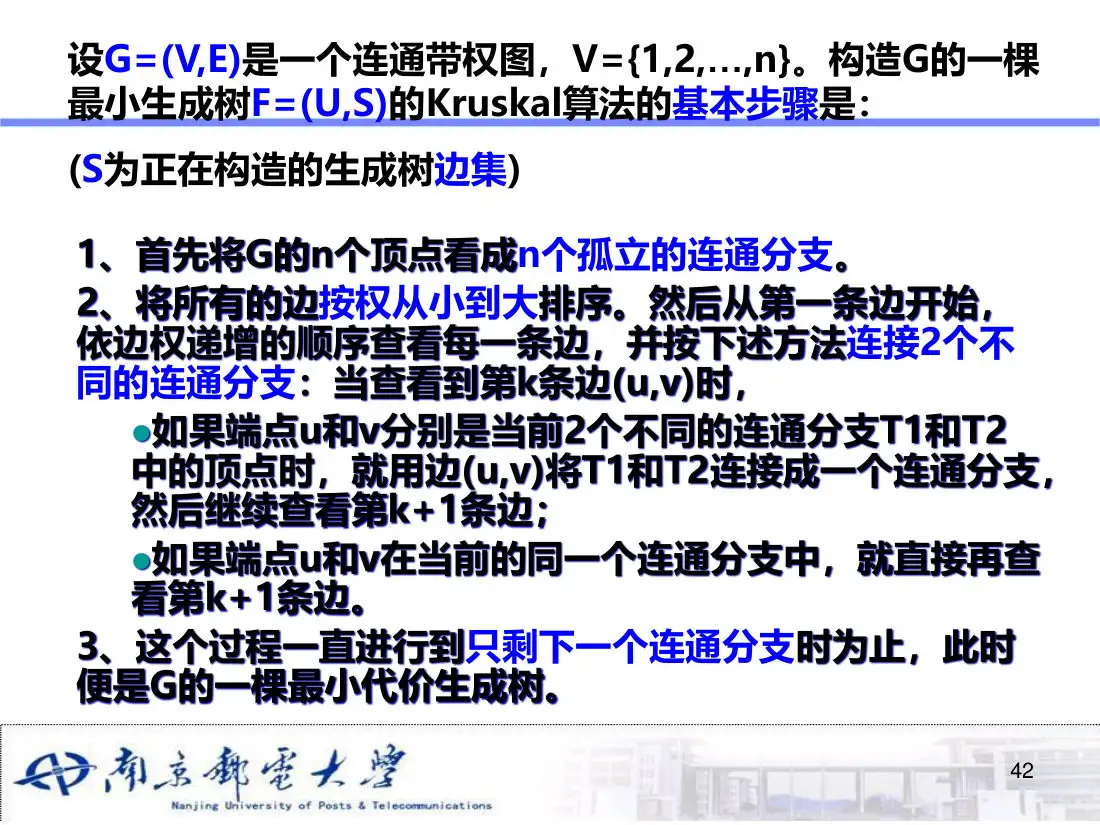 设G=(V,E)是一个连通带权图，V={1,2,…,n}。构造G的一棵
最小生成树F=(U,S)的Kruskal算法的基本步骤是：
(S为正在构造的生成树边集)
1、首先将G的n个顶点看成n个孤立的连通分支。
2、将所有的边按权从小到大排序。然后从第一条边开始，
依边权递增的顺序查看每一条边，并按下述方法连接2个不
同的连通分支：当查看到第k条边(u,v)时，
●如果端点u和v分别是当前2个不同的连通分支T1和T2
中的顶点时，就用边(u,v)将T1和T2连接成一个连通分支，
然后继续查看第k+1条边；
●如果端点u和v在当前的同一个连通分支中，就直接再查
看第k+1条边。
3、这个过程一直进行到只剩下一个连通分支时为止，此时
便是G的一棵最小代价生成树。
南京邮电大学
Nanjing University of Posts & Telecommunications
42